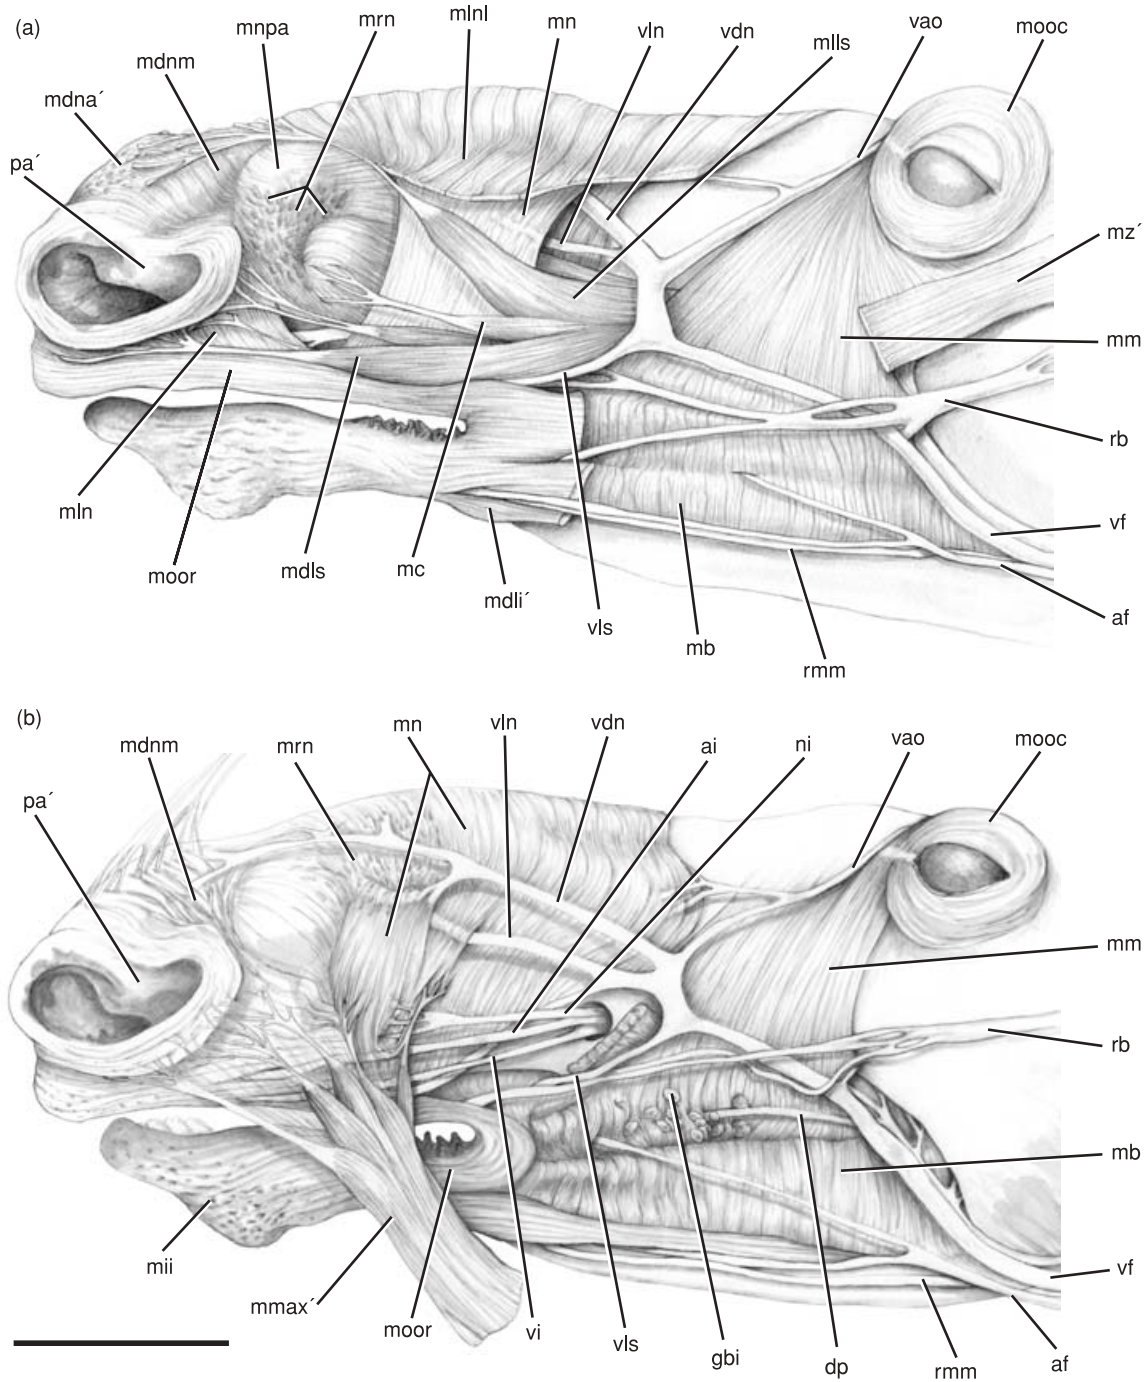 (a)
mnpa
mrn
mlnl
mn
vln
vdn
mlls
vao
mooc
mdnm
mdna´
pa´
mz´
mm
rb
vf
af
mln
moor
mdls
mc
mdli´
vls
mb
rmm
(b)
mdnm
mrn
mn
vln
vdn
ai
ni
vao
mooc
pa´
mm
rb
mb
vf
af
mii
mmax´
moor
vi
vls
gbi
dp
rmm